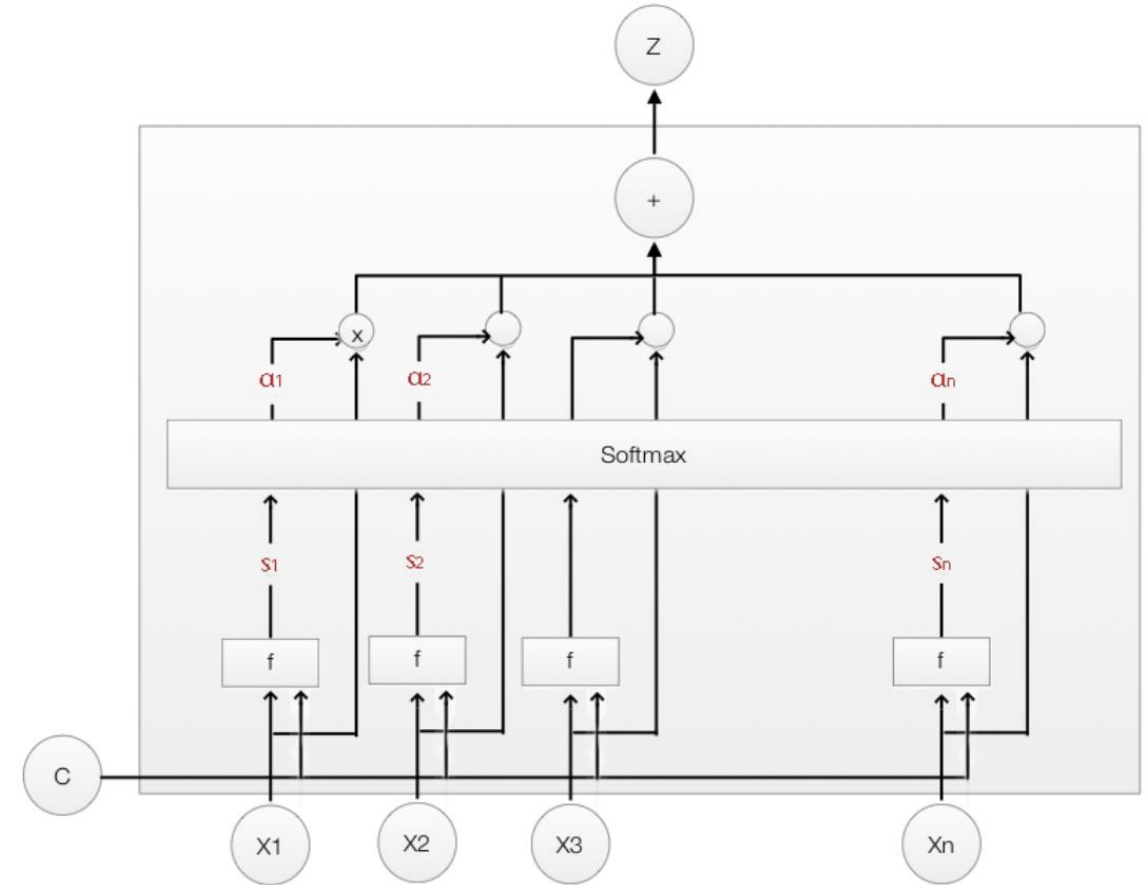 Z
+
x
α1 α2 αn
Softmax
s1 s2 sn
f f f f
C
X1 X2 X3 Xn